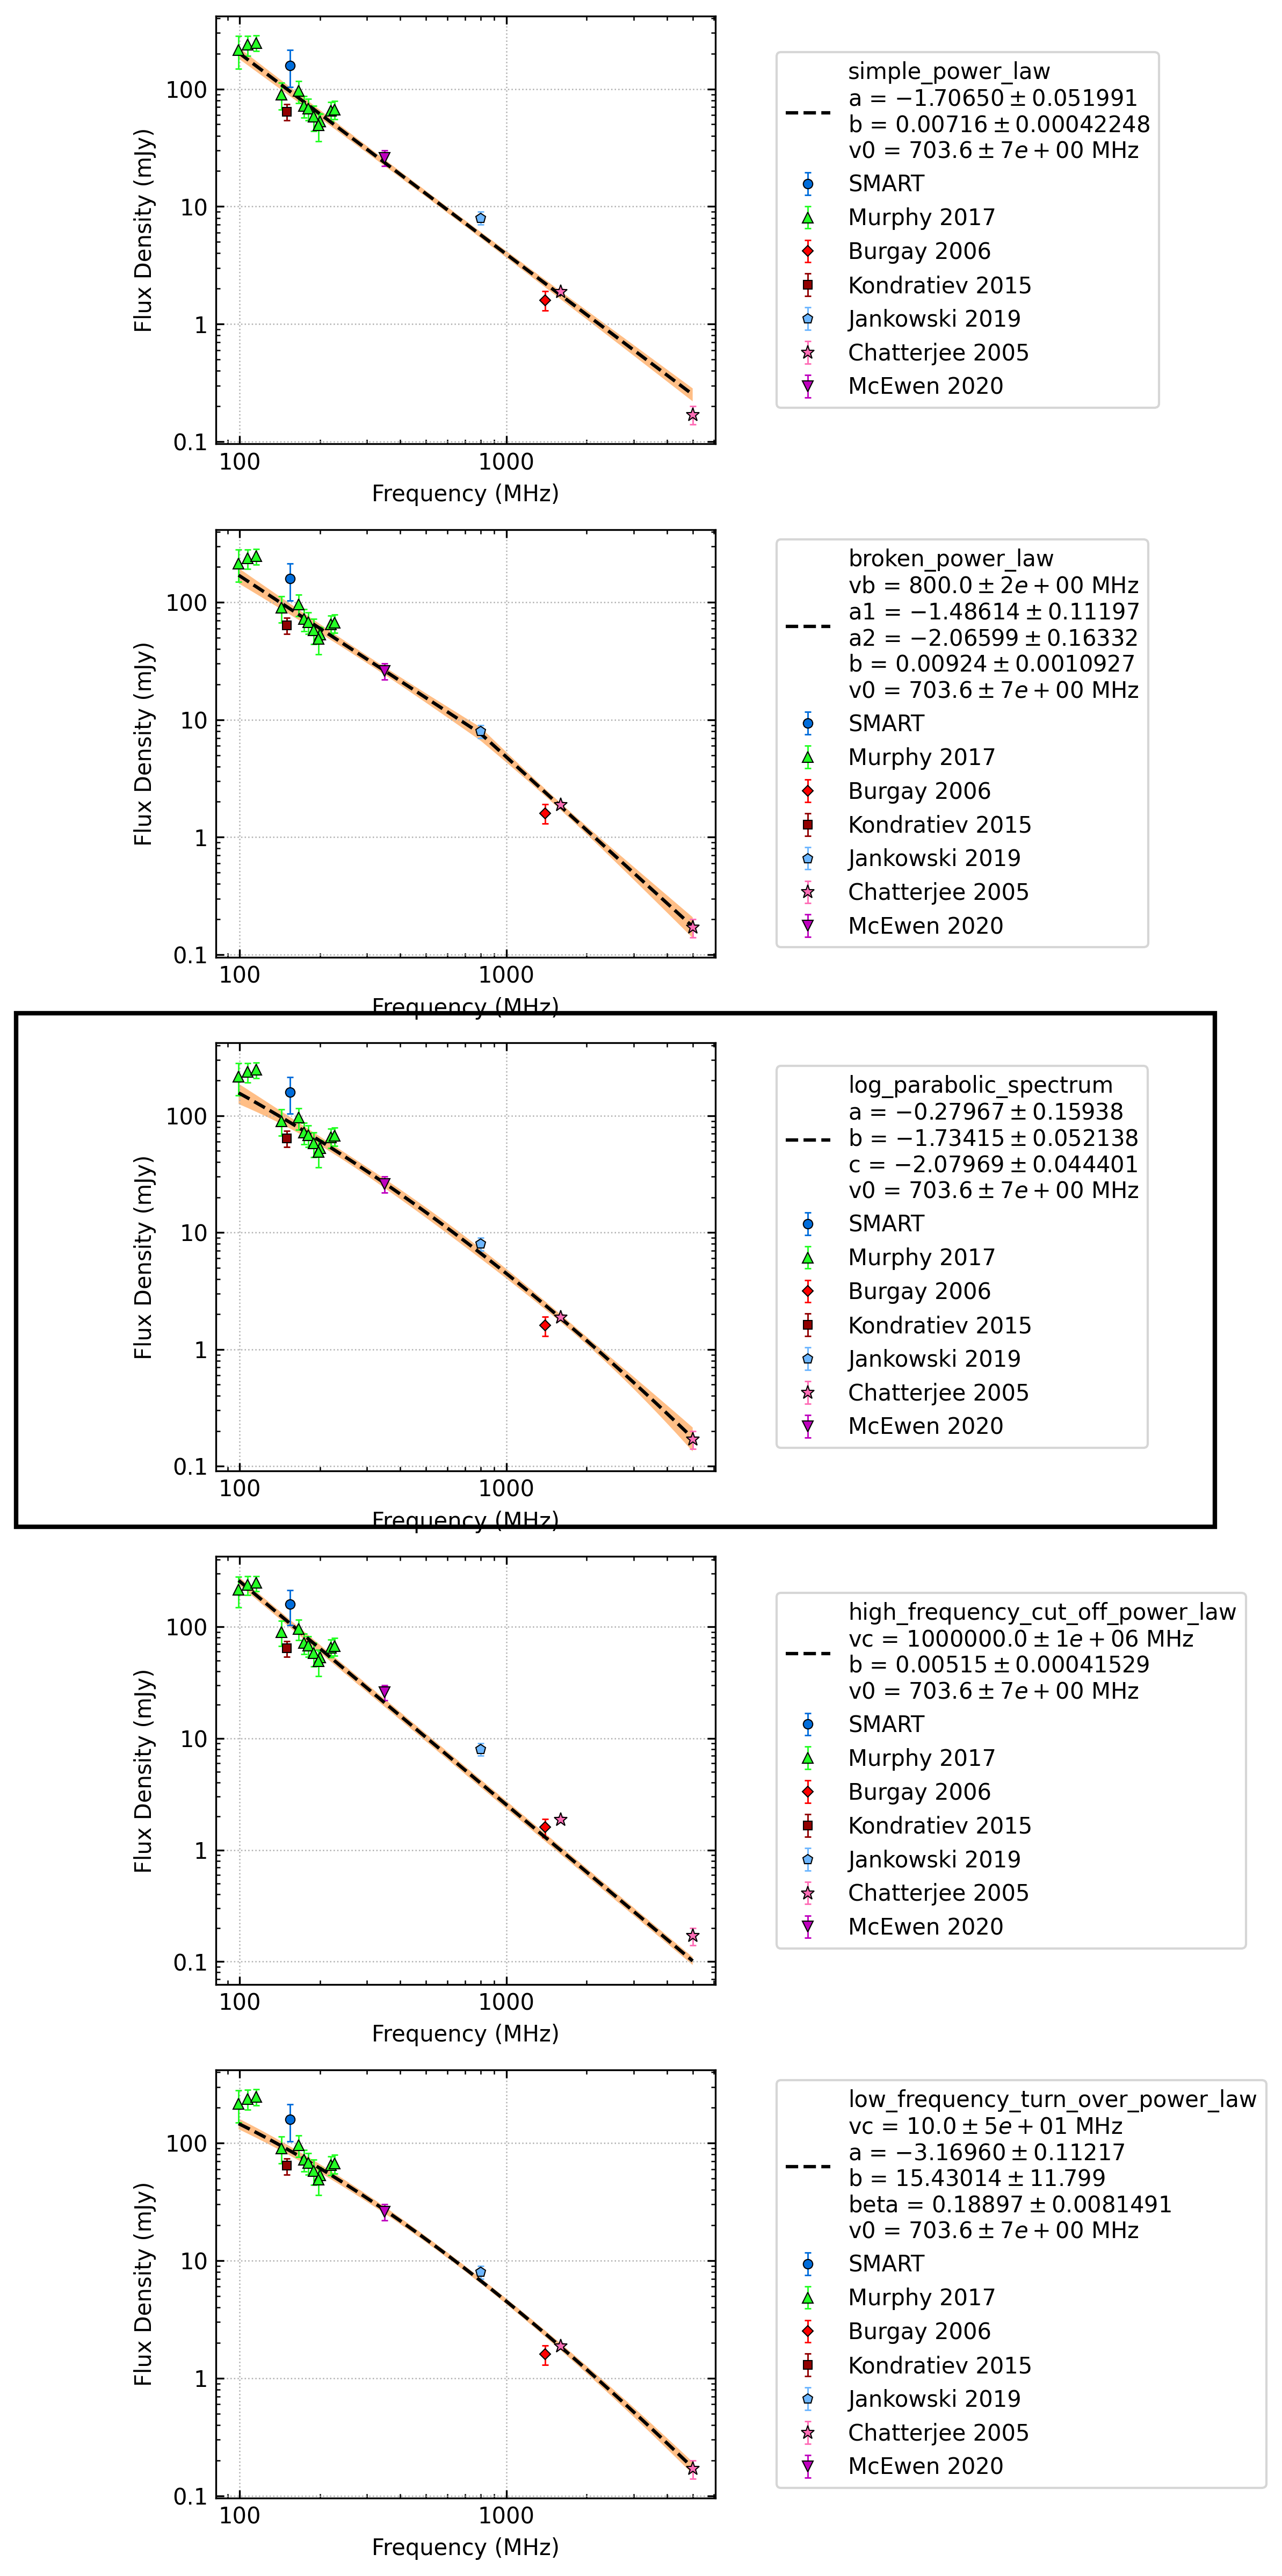 100
10
1
0.1
Flux Density (mJy)
100
1000
Frequency (MHz)
simple_power_law
a = −1.70650 ± 0.051991
b = 0.00716 ± 0.00042248
v0 = 703.6 ± 7e + 00 MHz
SMART
Murphy 2017
Burgay 2006
Kondratiev 2015
Jankowski 2019
Chatterjee 2005
McEwen 2020
100
10
1
0.1
Flux Density (mJy)
100
1000
Frequency (MHz)
broken_power_law
vb = 800.0 ± 2e + 00 MHz
a1 = −1.48614 ± 0.11197
a2 = −2.06599 ± 0.16332
b = 0.00924 ± 0.0010927
v0 = 703.6 ± 7e + 00 MHz
SMART
Murphy 2017
Burgay 2006
Kondratiev 2015
Jankowski 2019
Chatterjee 2005
McEwen 2020
100
10
1
0.1
Flux Density (mJy)
100
1000
Frequency (MHz)
log_parabolic_spectrum
a = −0.27967 ± 0.15938
b = −1.73415 ± 0.052138
c = −2.07969 ± 0.044401
v0 = 703.6 ± 7e + 00 MHz
SMART
Murphy 2017
Burgay 2006
Kondratiev 2015
Jankowski 2019
Chatterjee 2005
McEwen 2020
100
10
1
0.1
Flux Density (mJy)
100
1000
Frequency (MHz)
high_frequency_cut_off_power_law
vc = 1000000.0 ± 1e + 06 MHz
b = 0.00515 ± 0.00041529
v0 = 703.6 ± 7e + 00 MHz
SMART
Murphy 2017
Burgay 2006
Kondratiev 2015
Jankowski 2019
Chatterjee 2005
McEwen 2020
100
10
1
0.1
Flux Density (mJy)
100
1000
Frequency (MHz)
low_frequency_turn_over_power_law
vc = 10.0 ± 5e + 01 MHz
a = −3.16960 ± 0.11217
b = 15.43014 ± 11.799
beta = 0.18897 ± 0.0081491
v0 = 703.6 ± 7e + 00 MHz
SMART
Murphy 2017
Burgay 2006
Kondratiev 2015
Jankowski 2019
Chatterjee 2005
McEwen 2020